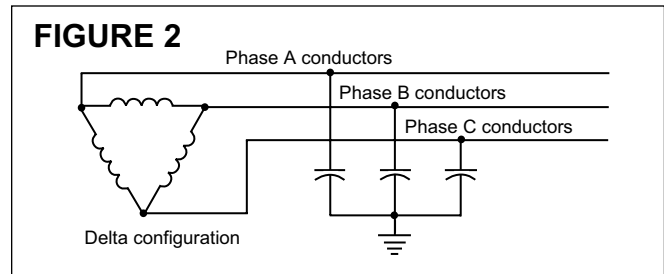 FIGURE 2
Phase A conductors
Phase B conductors
Phase C conductors
Delta configuration